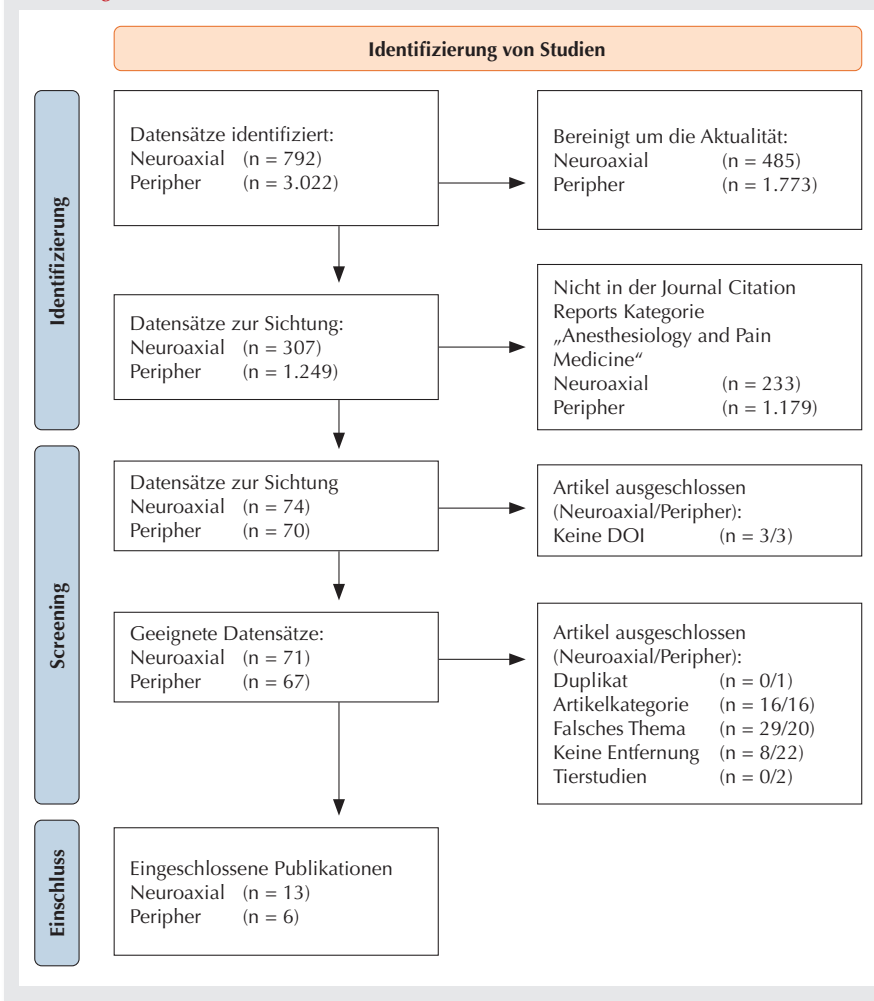 Identifizierung von Studien
Identifizierung
Datensätze identifiziert:
Neuroaxial (n = 792)
Peripher (n = 3.022)
Bereinigt um die Aktualität:
Neuroaxial (n = 485)
Peripher (n = 1.773)
Datensätze zur Sichtung:
Neuroaxial (n = 307)
Peripher (n = 1.249)
Nicht in der Journal Citation
Reports Kategorie
„Anesthesiology and Pain
Medicine“
Neuroaxial (n = 233)
Peripher (n = 1.179)
Screening
Datensätze zur Sichtung
Neuroaxial (n = 74)
Peripher (n = 70)
Artikel ausgeschlossen
(Neuroaxial/Peripher):
Keine DOI (n = 3/3)
Geeignete Datensätze:
Neuroaxial (n = 71)
Peripher (n = 67)
Artikel ausgeschlossen
(Neuroaxial/Peripher):
Duplikat (n = 0/1)
Artikelkategorie (n = 16/16)
Falsches Thema (n = 29/20)
Keine Entfernung (n = 8/22)
Tierstudien (n = 0/2)
Einschluss
Eingeschlossene Publikationen
Neuroaxial (n = 13)
Peripher (n = 6)